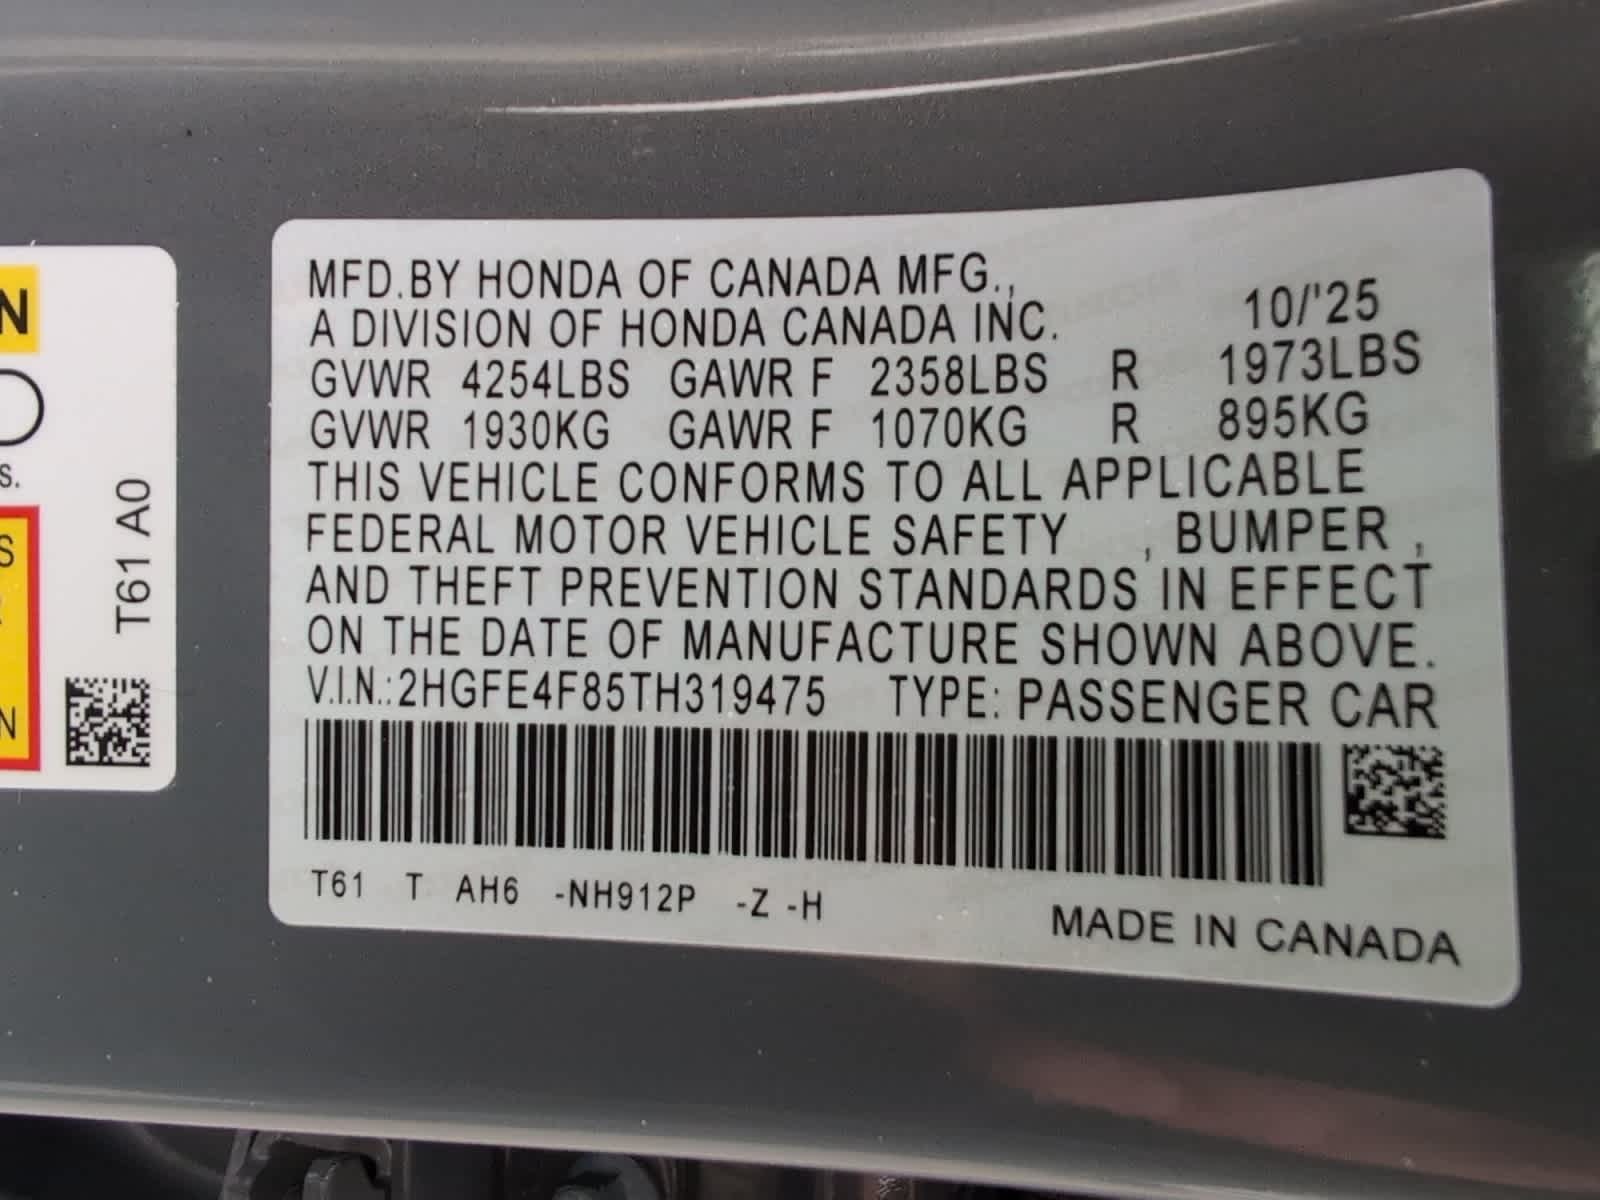 N
S.
S
N
T61 A0
MFD.BY HONDA OF CANADA MFG.,
A DIVISION OF HONDA CANADA INC. 10/'25
GVWR 4254LBS GAWR F 2358LBS R 1973LBS
GVWR 1930KG GAWR F 1070KG R 895KG
THIS VEHICLE CONFORMS TO ALL APPLICABLE
FEDERAL MOTOR VEHICLE SAFETY , BUMPER ,
AND THEFT PREVENTION STANDARDS IN EFFECT
ON THE DATE OF MANUFACTURE SHOWN ABOVE.
V.I.N.:2HGFE4F85TH319475 TYPE: PASSENGER CAR
T61 T AH6 -NH912P -Z -H
MADE IN CANADA